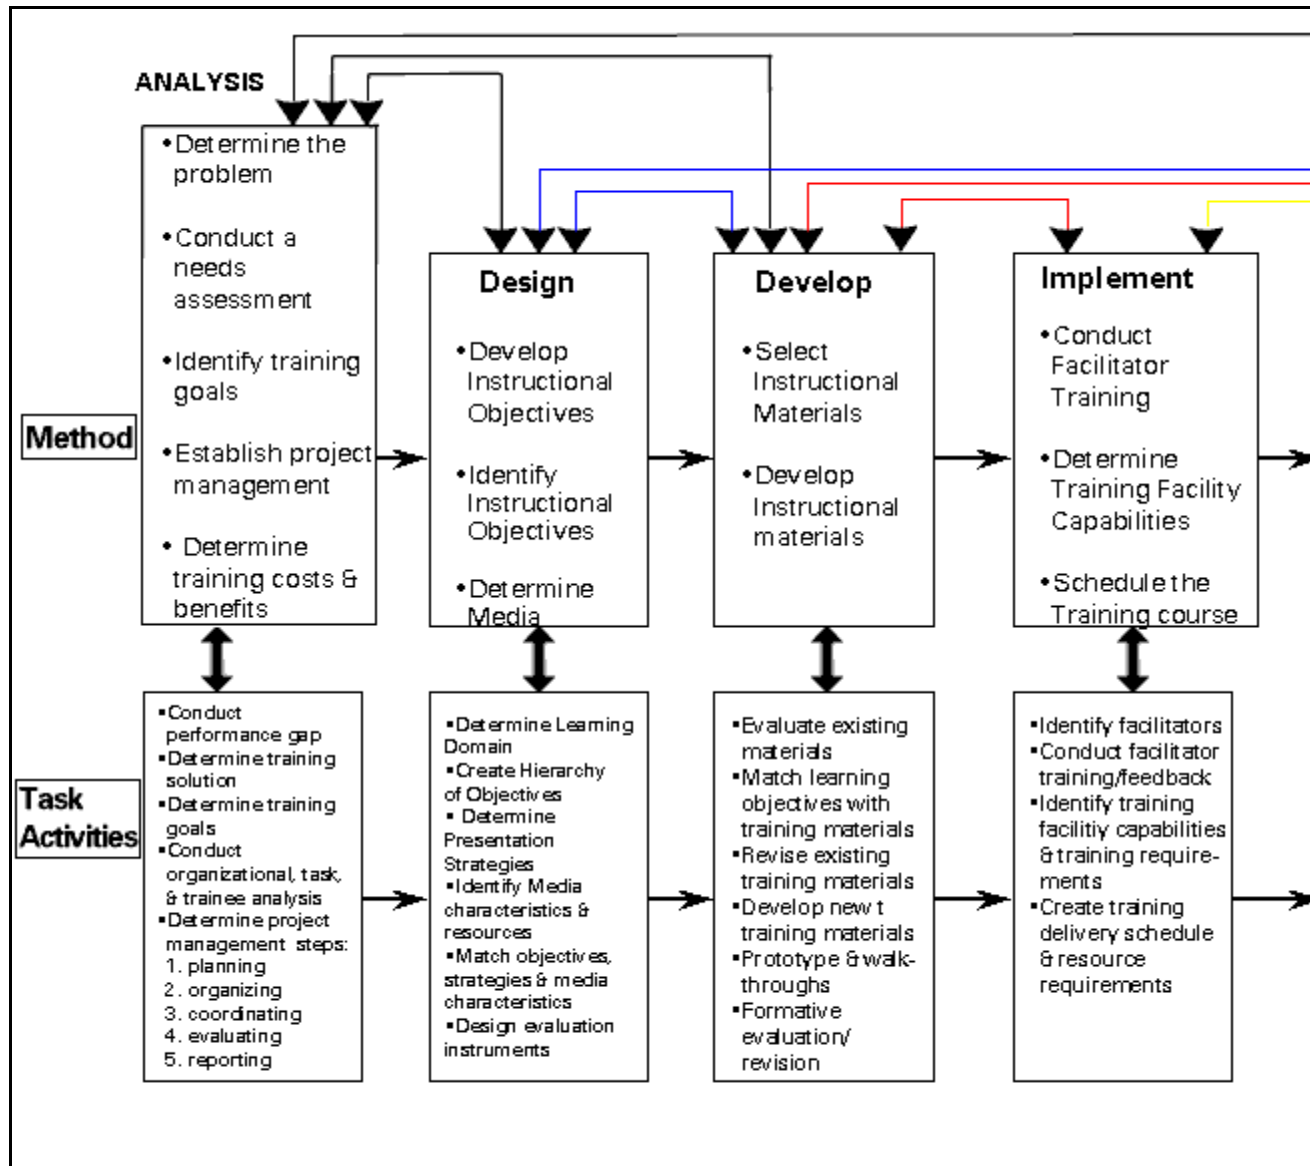 ANALYSIS
•Determine the
problem
•Conduct a
needs
assessment
•Identify training
goals
•Establish project
management
• Determine
training costs &
benefits
Design
•Develop
Instructional
Objectives
•Identify
Instructional
Objectives
•Determine
Media
Develop
•Select
Instructional
Materials
•Develop
Instructional
materials
Implement
•Conduct
Facilitator
Training
•Determine
Training Facility
Capabilities
•Schedule the
Training course
Method
Task
Activities
▪Conduct
performance gap
▪Determine training
solution
▪Determine training
goals
▪Conduct
organizational, task,
& trainee analysis
▪Determine project
management steps:
1. planning
2. organizing
3. coordinating
4. evaluating
5. reporting
▪Determine Learning
Domain
▪Create Hierarchy
of Objectives
▪ Determine
Presentation
Strategies
▪Identify Media
characteristics &
resources
▪Match objectives,
strategies & media
characteristics
▪Design evaluation
instruments
▪Evaluate existing
materials
▪Match learning
objectives with
training materials
▪Revise existing
training materials
▪Develop new t
training materials
▪Prototype & walk-
throughs
▪Formative
evaluation/
revision
▪Identify facilitators
▪Conduct facilitator
training/feedback
▪Identify training
facilitiy capabilities
& training require-
ments
▪Create training
delivery schedule
& resource
requirements